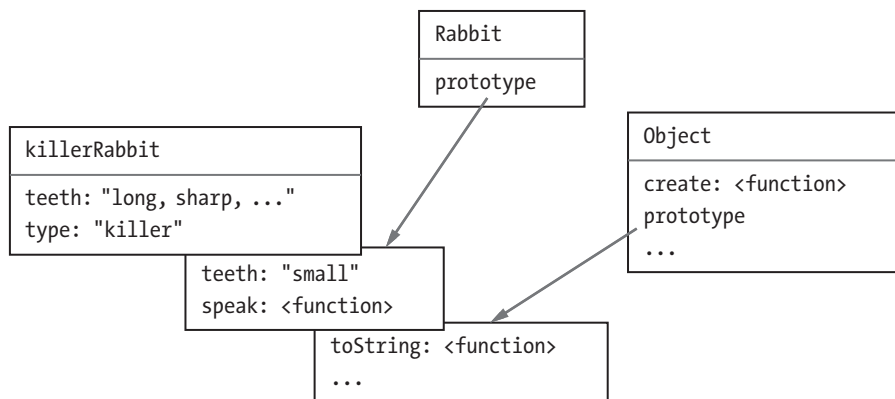 Rabbit
prototype
killerRabbit
teeth: "long, sharp, ..."
type: "killer"
Object
create: <function>
prototype
...
teeth: "small"
speak: <function>
toString: <function>
...